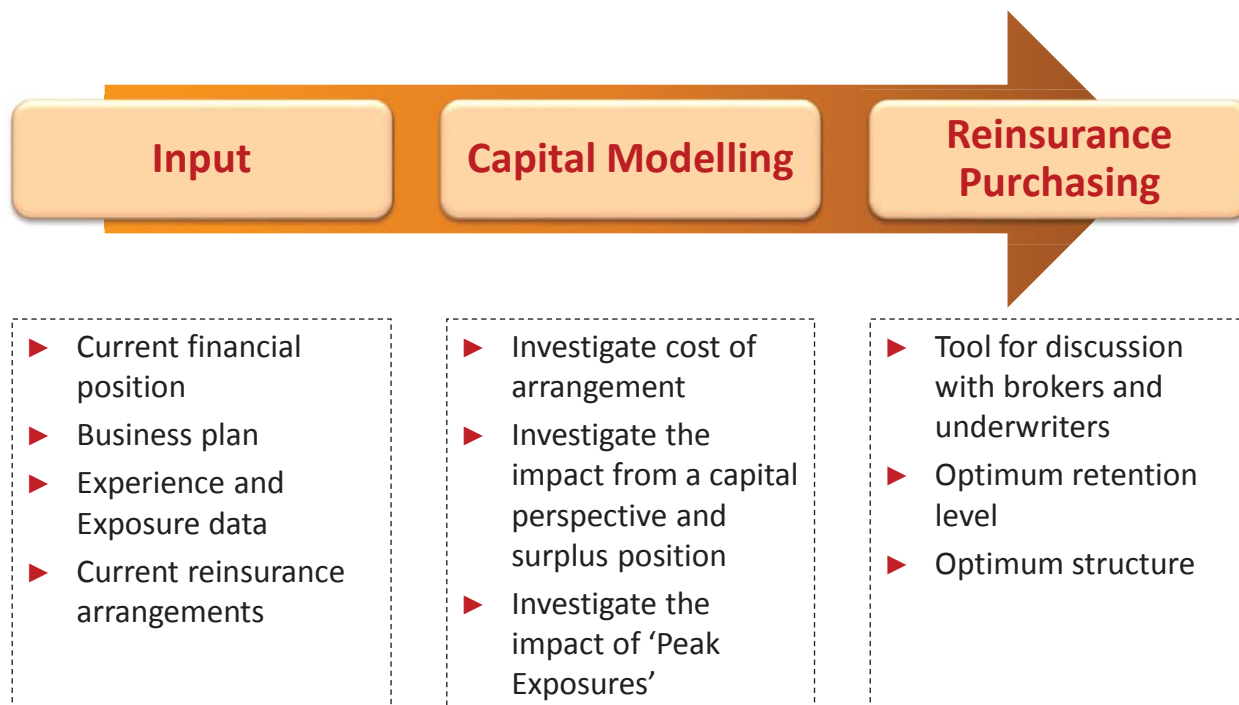 Input
Capital Modelling
Reinsurance
Purchasing
► Current financial
position
► Business plan
► Experience and
Exposure data
► Current reinsurance
arrangements
► Investigate cost of
arrangement
► Investigate the
impact from a capital
perspective and
surplus position
► Investigate the
impact of ‘Peak
Exposures’
► Tool for discussion
with brokers and
underwriters
► Optimum retention
level
► Optimum structure